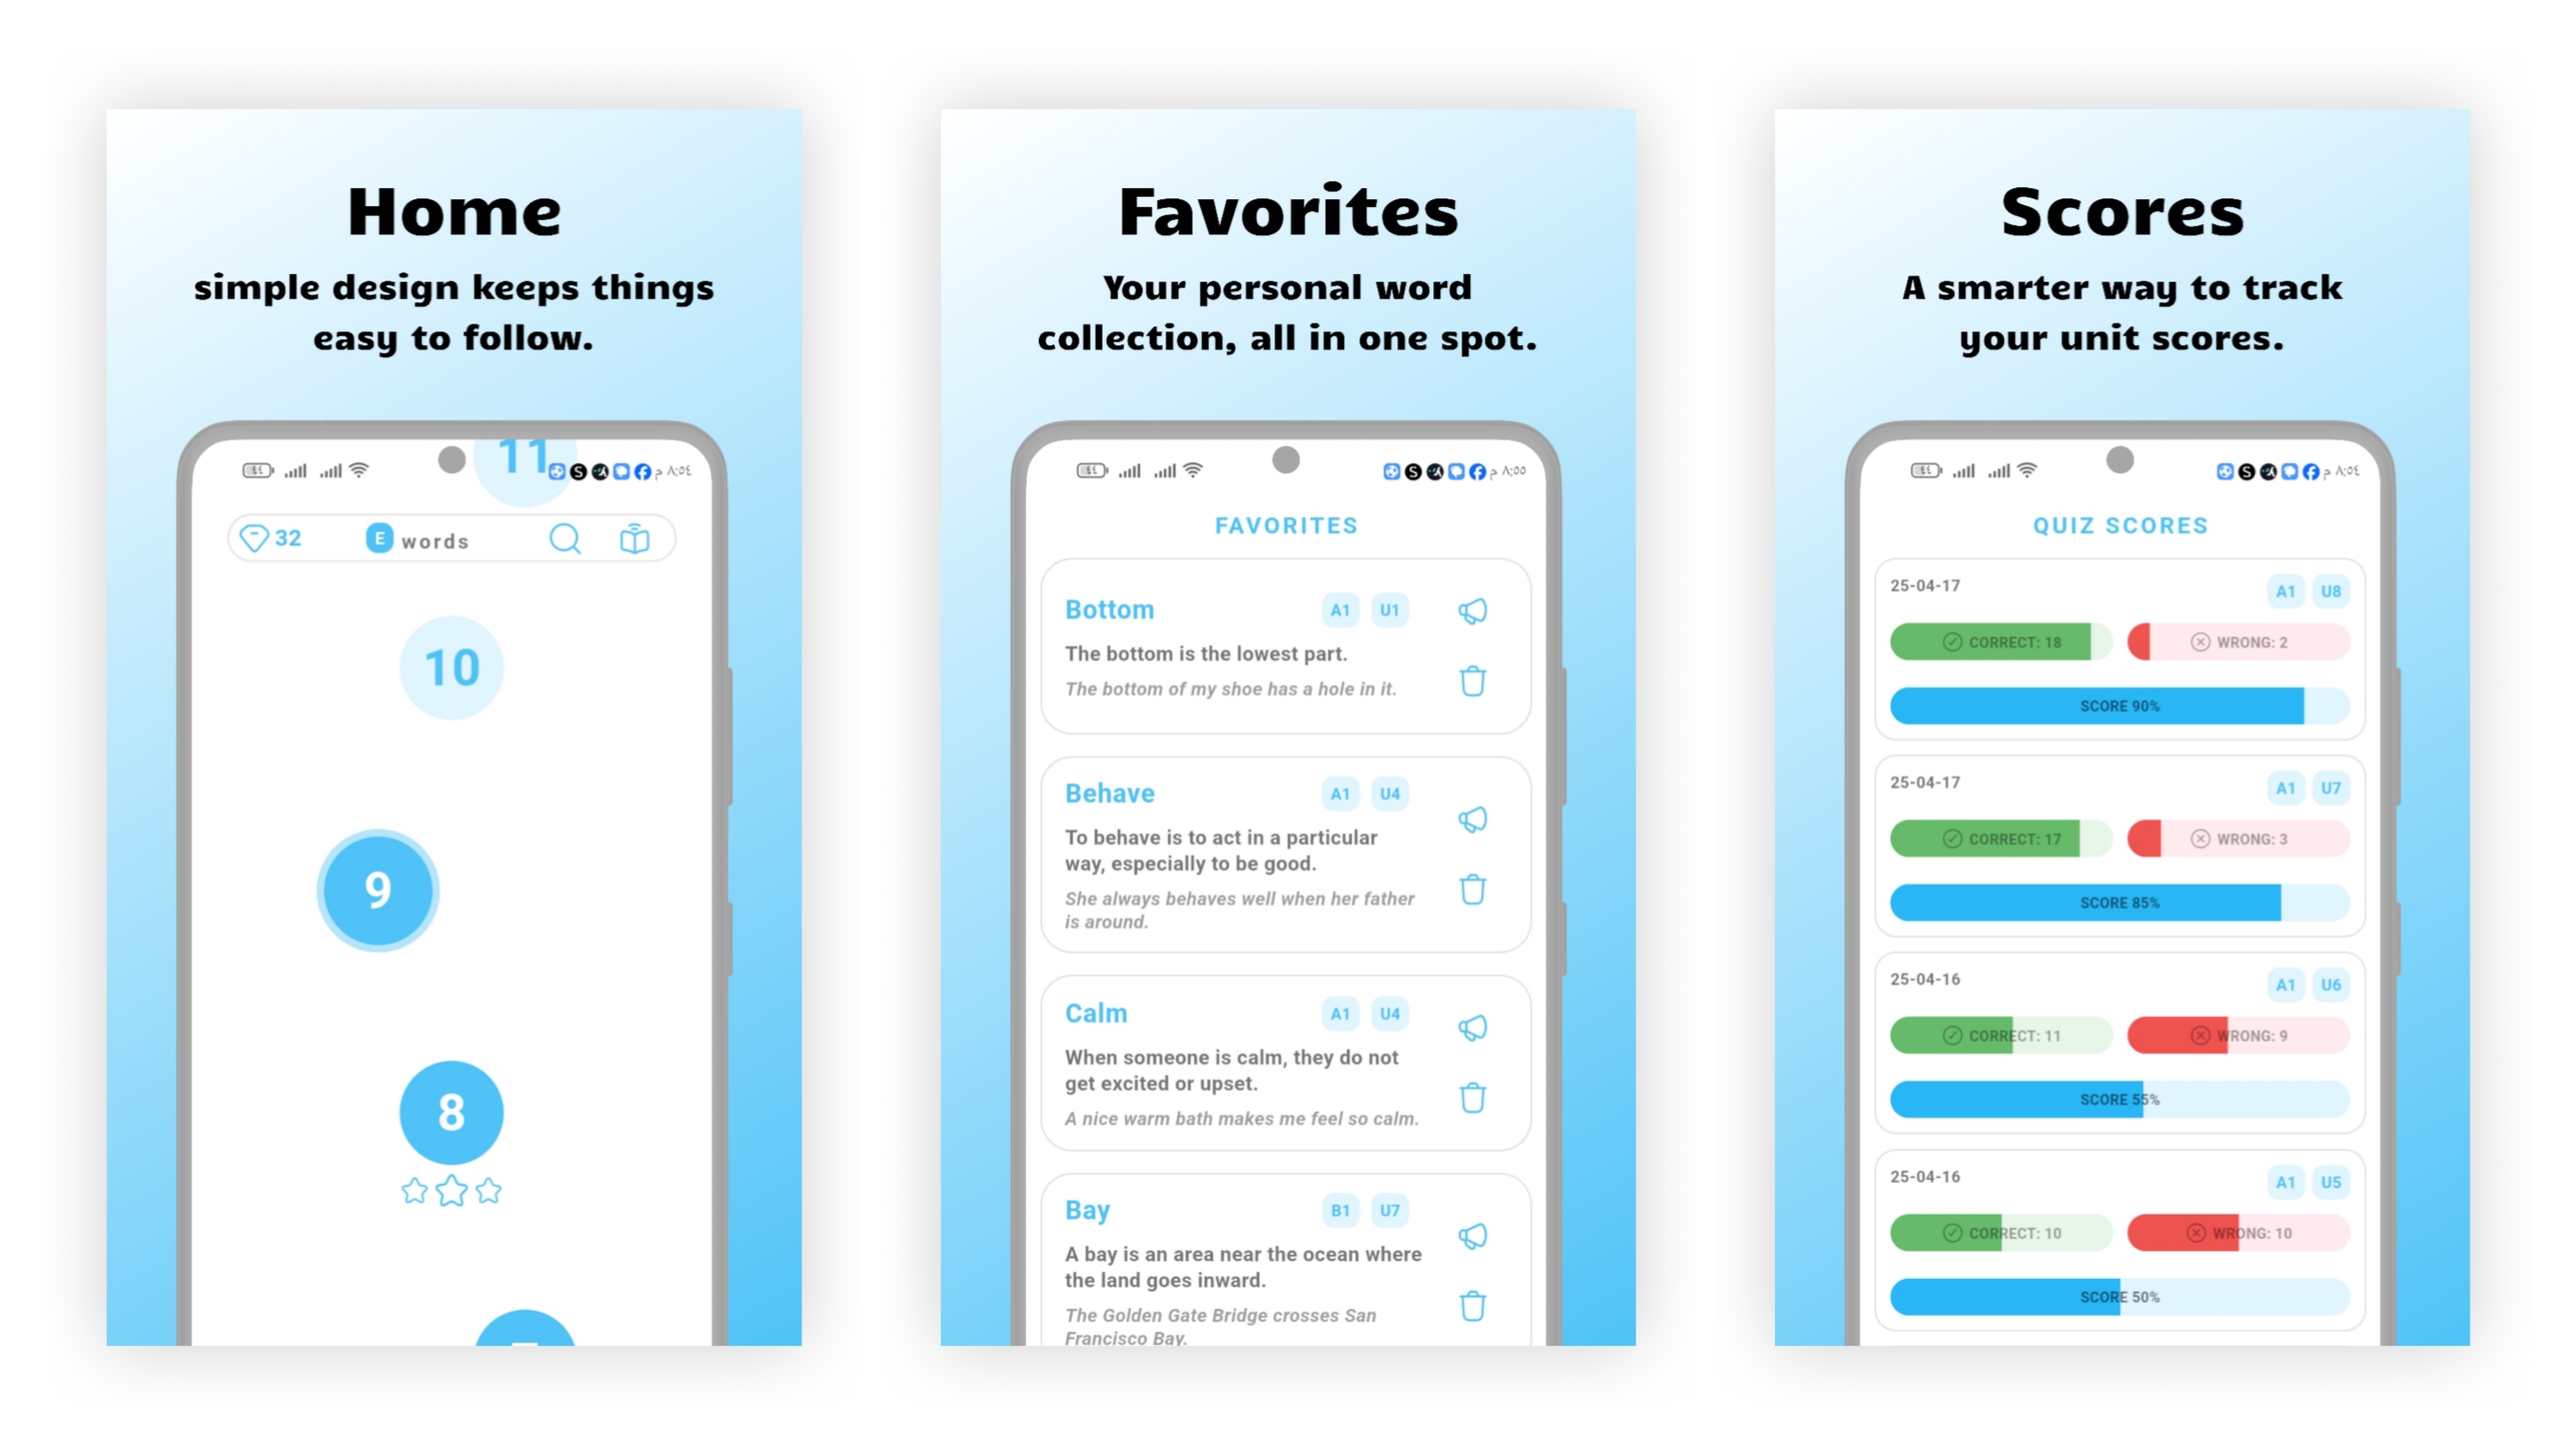 Home
simple design keeps things
easy to follow.
11
م ٨:٥٤
32
E words
10
9
8
Favorites
Your personal word
collection, all in one spot.
م ٨:٥٥
FAVORITES
Bottom A1 U1
The bottom is the lowest part.
The bottom of my shoe has a hole in it.
Behave A1 U4
To behave is to act in a particular
way, especially to be good.
She always behaves well when her father
is around.
Calm A1 U4
When someone is calm, they do not
get excited or upset.
A nice warm bath makes me feel so calm.
Bay B1 U7
A bay is an area near the ocean where
the land goes inward.
The Golden Gate Bridge crosses San
Francisco Bay.
Scores
A smarter way to track
your unit scores.
م ٨:٥٤
QUIZ SCORES
25-04-17 A1 U8
CORRECT: 18 WRONG: 2
SCORE 90%
25-04-17 A1 U7
CORRECT: 17 WRONG: 3
SCORE 85%
25-04-16 A1 U6
CORRECT: 11 WRONG: 9
SCORE 55%
25-04-16 A1 U5
CORRECT: 10 WRONG: 10
SCORE 50%